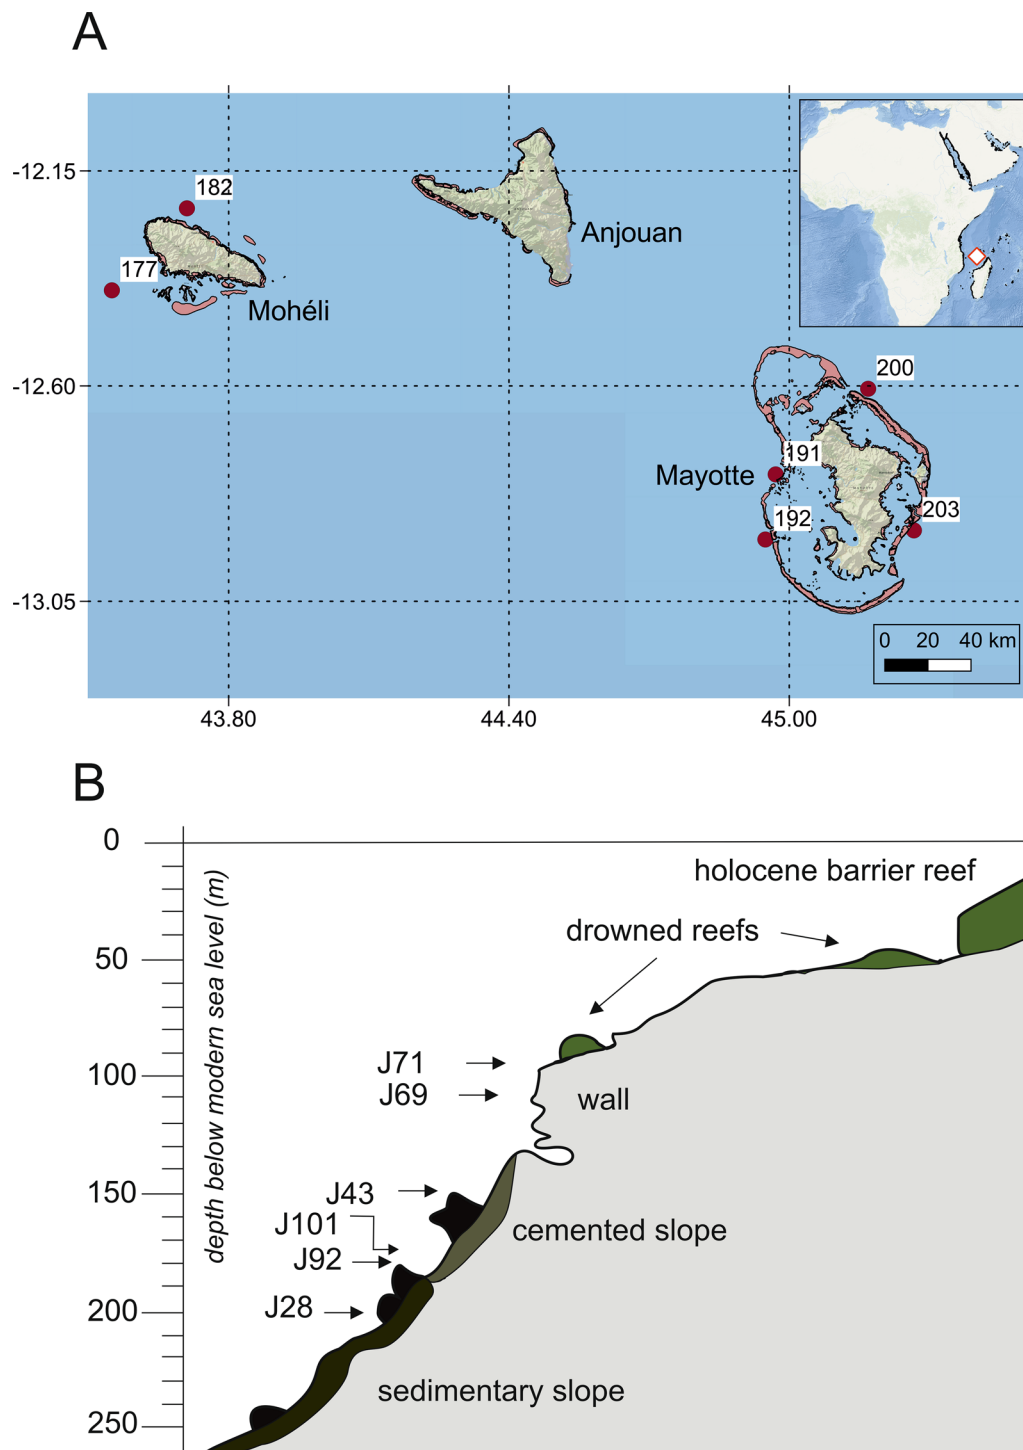 A
-12.15
182
Anjouan
177
Mohéli
-12.60
200
191
Mayotte
192
203
-13.05
0 20 40 km
43.80 44.40 45.00
B
0
holocene barrier reef
drowned reefs
50
depth below modern sea level (m)
J71
100
J69
wall
J43
150
J101
cemented slope
J92
J28
200
sedimentary slope
250